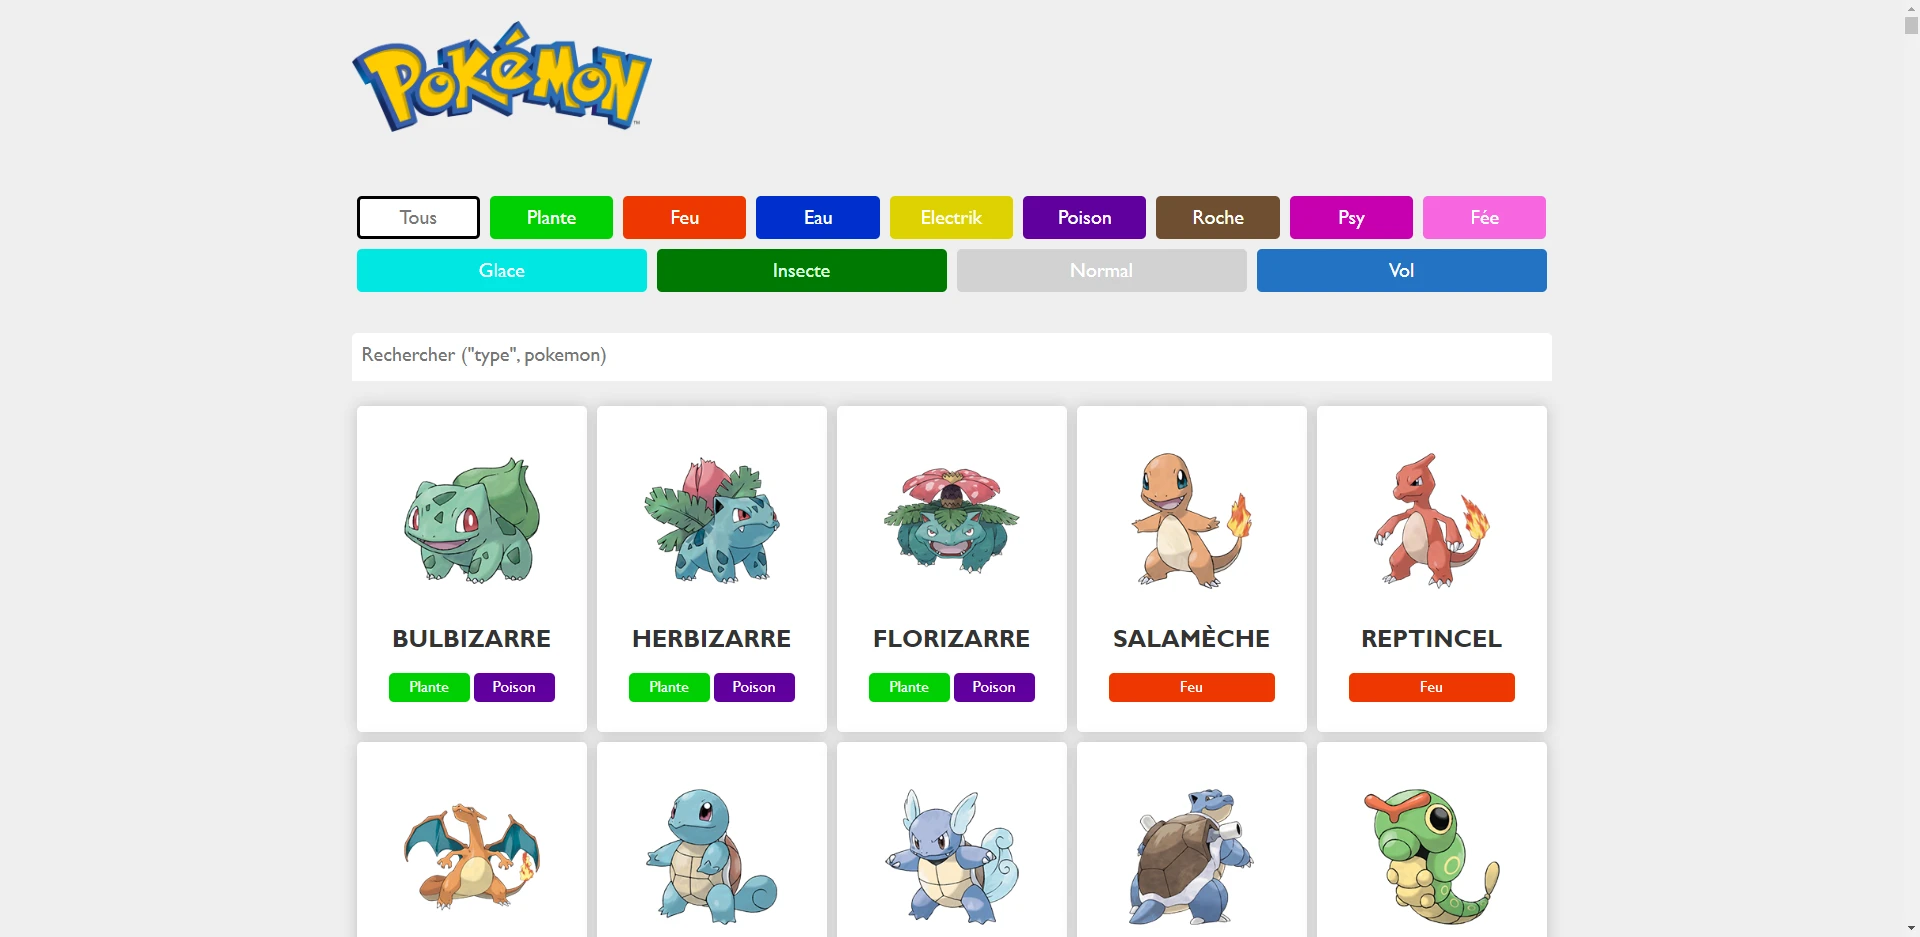 POKéMON
™
Tous Plante Feu Eau Electrik Poison Roche Psy Fée
Glace Insecte Normal Vol
Rechercher ("type", pokemon)
BULBIZARRE HERBIZARRE FLORIZARRE SALAMÈCHE REPTINCEL
Plante Poison Plante Poison Plante Poison Feu Feu